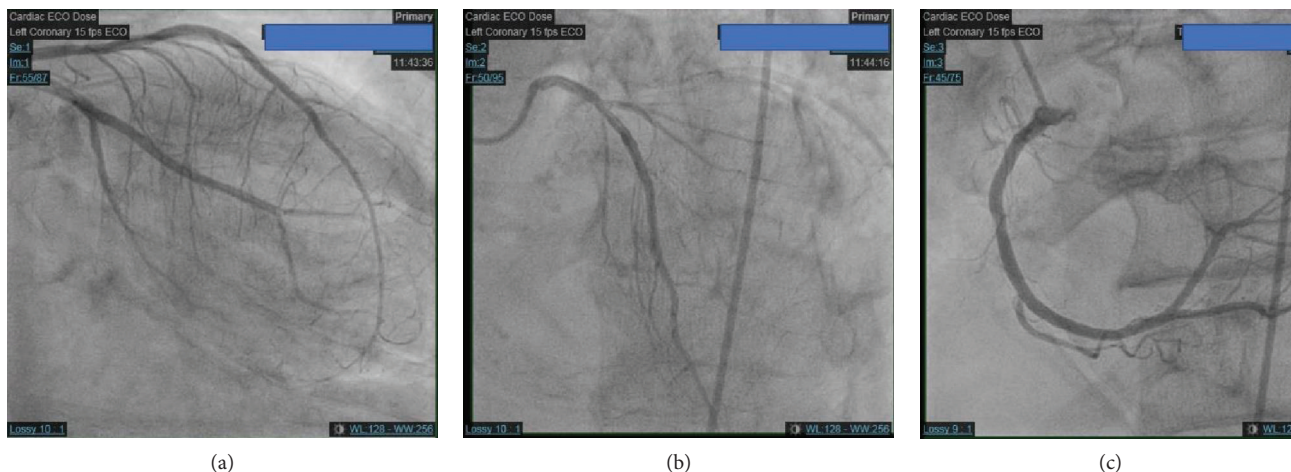 Cardiac ECO Dose
Primary
Left Coronary 15 fps ECO
Se:1
Im:1
11:43:36
Fr:55/87
Lossy 10 : 1
WL:128 - WW:256
(a)
Cardiac ECO Dose
Primary
Left Coronary 15 fps ECO
Se:2
Im:2
11:44:16
Fr:50/95
Lossy 10 : 1
WL:128 - WW:256
(b)
Cardiac ECO Dose
Left Coronary 15 fps ECO
Se:3
Im:3
Fr:45/75
Lossy 9 : 1
(c)